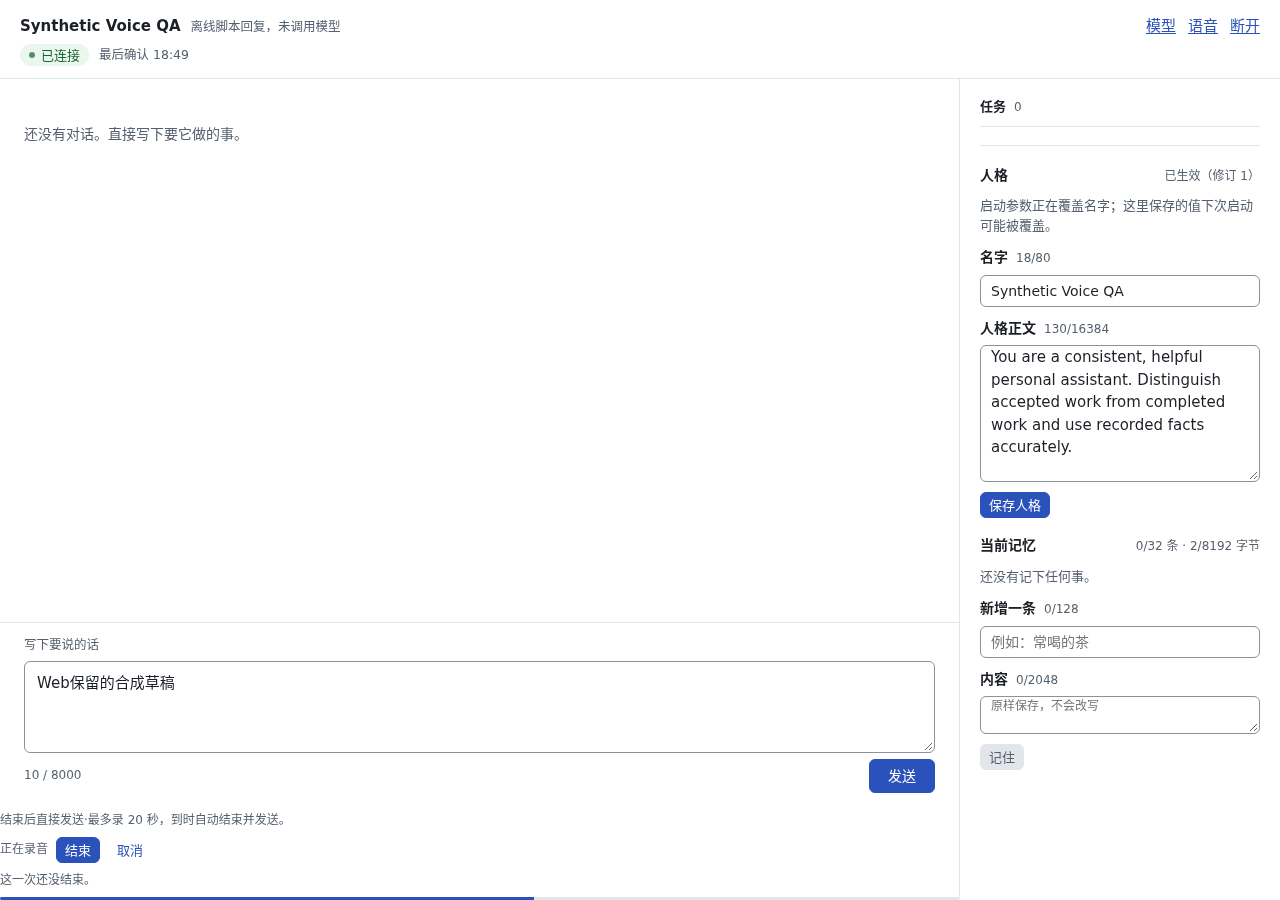 Synthetic Voice QA 离线脚本回复，未调用模型
模型 语音 断开
已连接 最后确认 18:49
还没有对话。直接写下要它做的事。
写下要说的话
Web保留的合成草稿
10 / 8000
发送
结束后直接发送·最多录 20 秒，到时自动结束并发送。
正在录音 结束 取消
这一次还没结束。
任务 0
人格 已生效（修订 1）
启动参数正在覆盖名字；这里保存的值下次启动
可能被覆盖。
名字 18/80
Synthetic Voice QA
人格正文 130/16384
You are a consistent, helpful
personal assistant. Distinguish
accepted work from completed
work and use recorded facts
accurately.
保存人格
当前记忆 0/32 条 · 2/8192 字节
还没有记下任何事。
新增一条 0/128
例如：常喝的茶
内容 0/2048
原样保存，不会改写
记住